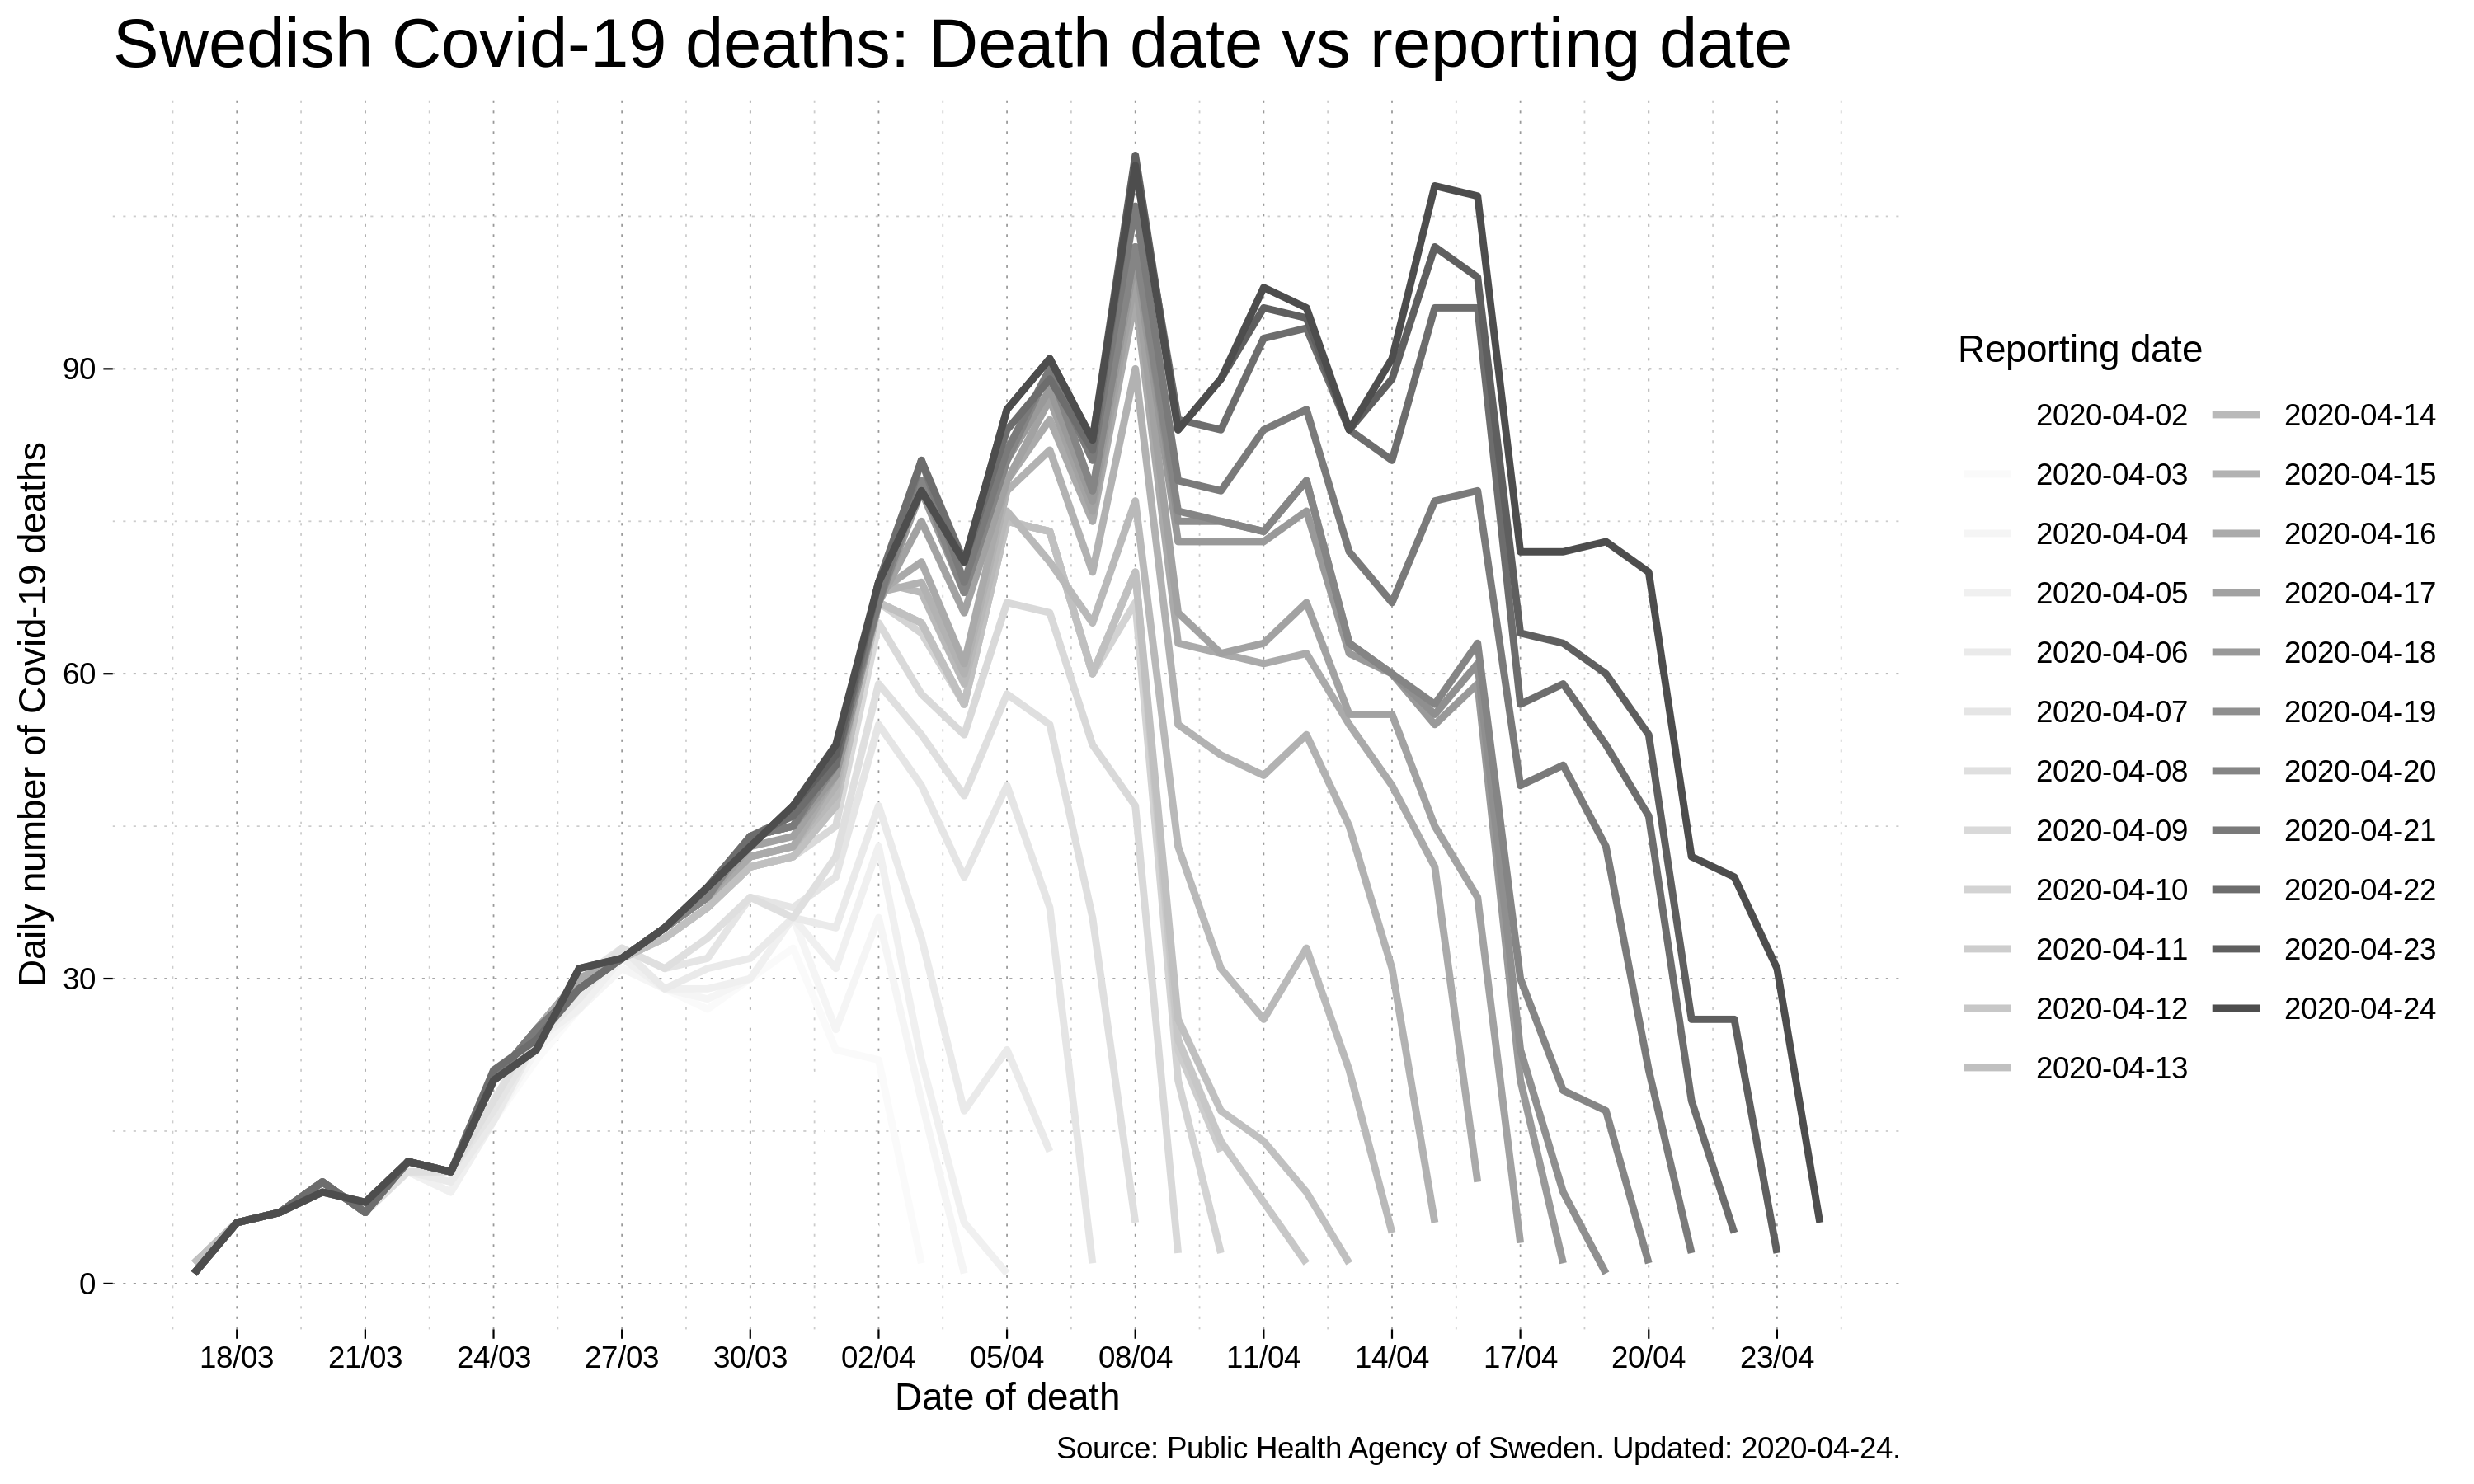 Swedish Covid-19 deaths: Death date vs reporting date
Daily number of Covid-19 deaths
90
60
30
0
18/03 21/03 24/03 27/03 30/03 02/04 05/04 08/04 11/04 14/04 17/04 20/04 23/04
Date of death
Reporting date
2020-04-02 2020-04-14
2020-04-03 2020-04-15
2020-04-04 2020-04-16
2020-04-05 2020-04-17
2020-04-06 2020-04-18
2020-04-07 2020-04-19
2020-04-08 2020-04-20
2020-04-09 2020-04-21
2020-04-10 2020-04-22
2020-04-11 2020-04-23
2020-04-12 2020-04-24
2020-04-13
Source: Public Health Agency of Sweden. Updated: 2020-04-24.